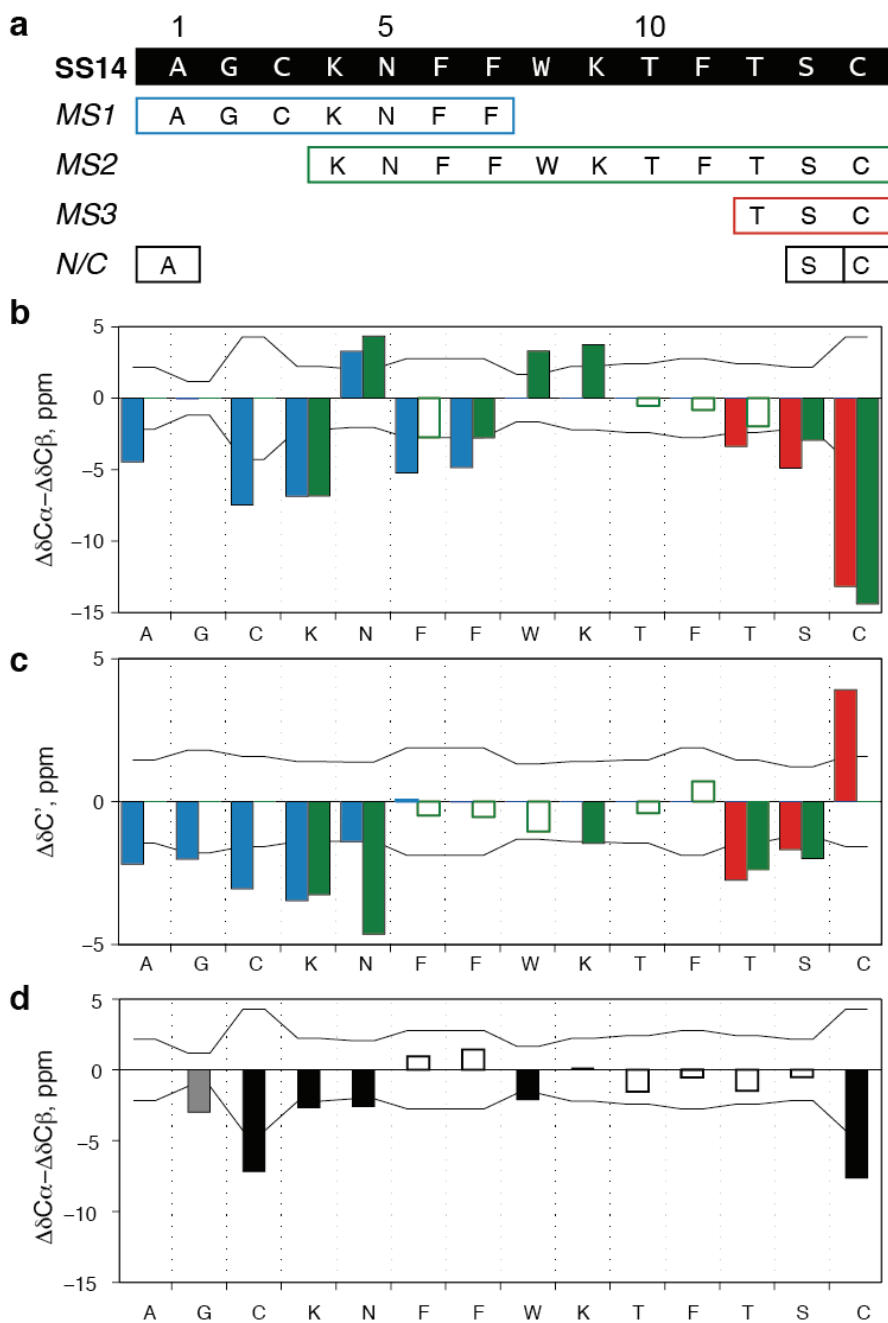 a
1 5 10
SS14 A G C K N F F W K T F T S C
MS1 A G C K N F F
MS2 K N F F W K T F T S C
MS3 T S C
N/C A S C
b
5
0
−5
−10
−15
ΔδCα−ΔδCβ, ppm
A G C K N F F W K T F T S C
c
5
0
−5
ΔδC', ppm
A G C K N F F W K T F T S C
d
5
0
−5
−10
−15
ΔδCα−ΔδCβ, ppm
A G C K N F F W K T F T S C